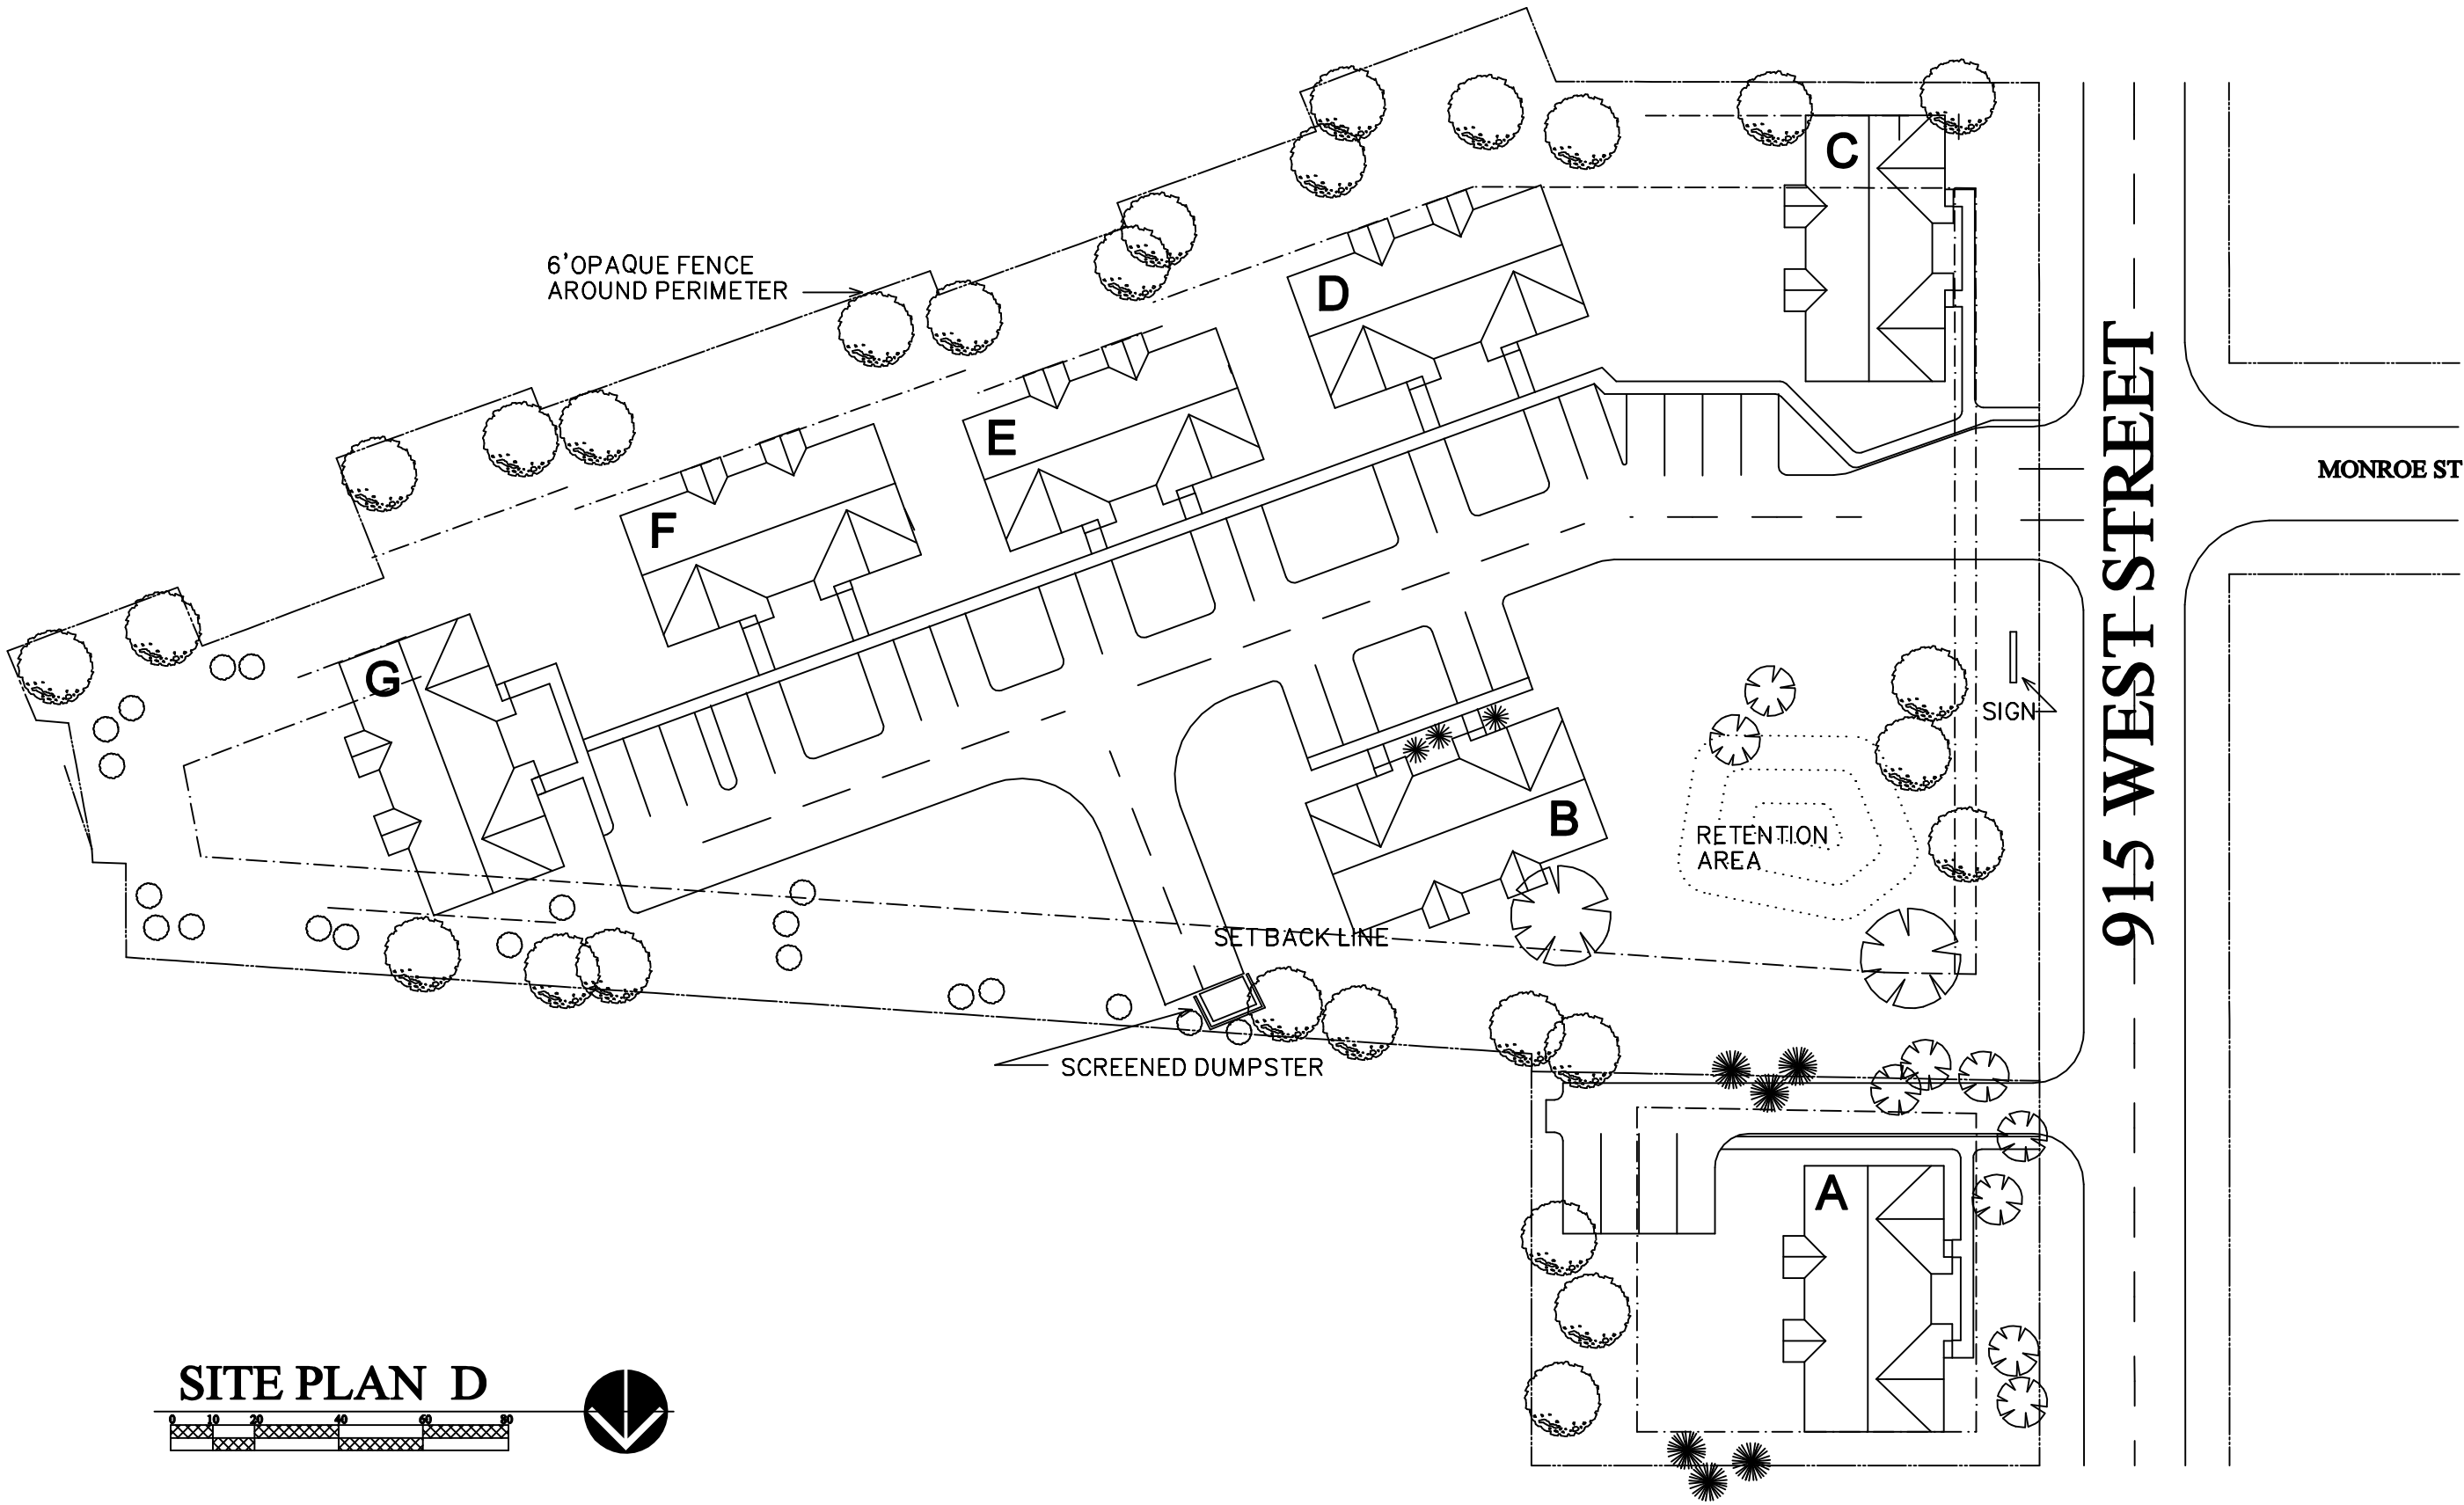 C
6'OPAQUE FENCE
AROUND PERIMETER
D
E
F
MONROE ST
915 WEST STREET
G
SIGN
B
RETENTION
AREA
SET BACK LINE
SCREENED DUMPSTER
A
SITE PLAN D
0 10 20 40 60 80